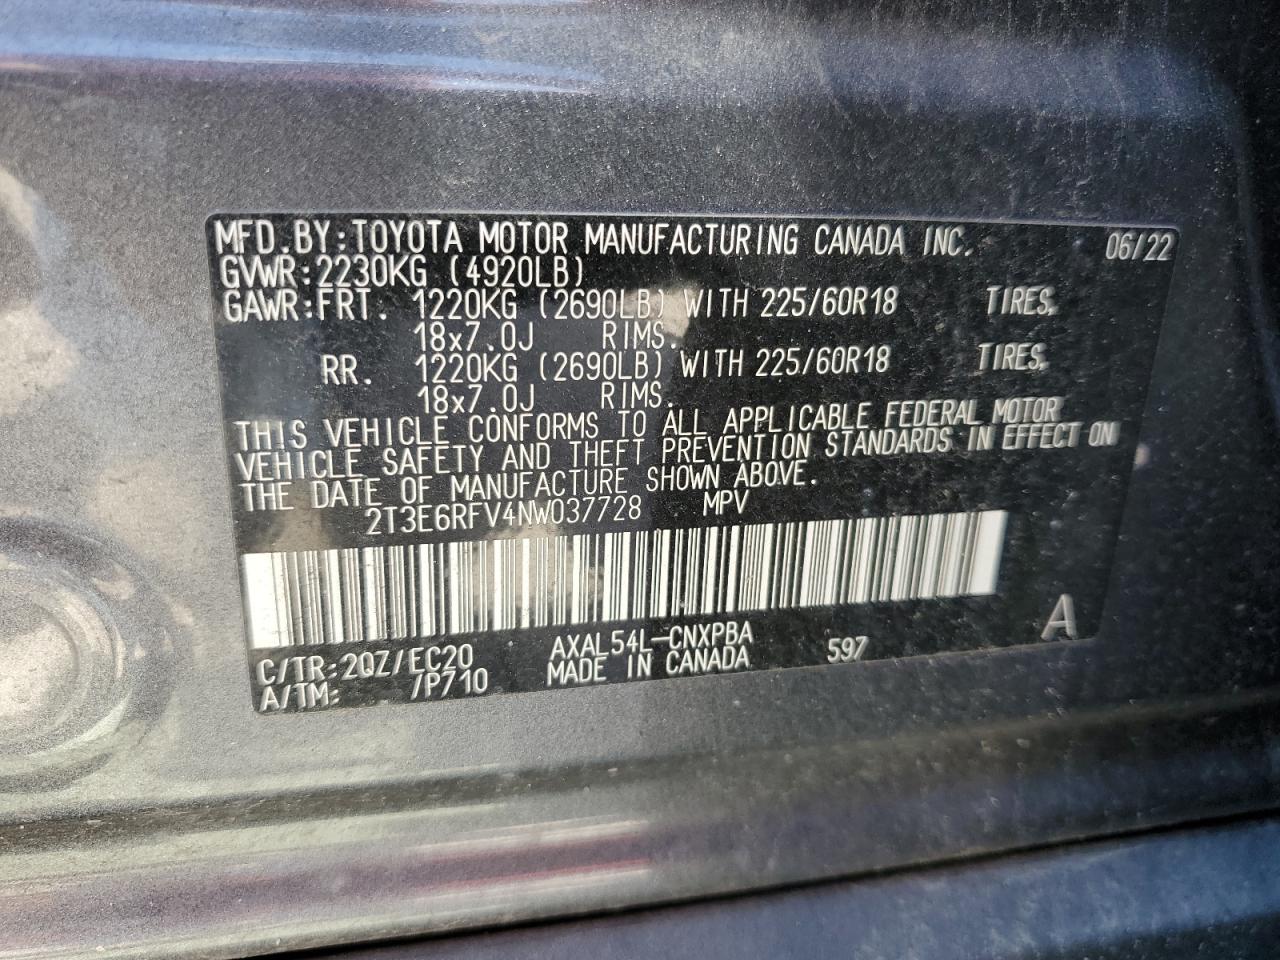 MFD.BY:TOYOTA MOTOR MANUFACTURING CANADA INC. 06/22
GVWR:2230KG (4920LB)
GAWR:FRT. 1220KG (2690LB) WITH 225/60R18 TIRES,
18x7.0J RIMS.
RR. 1220KG (2690LB) WITH 225/60R18 TIRES,
18x7.0J RIMS.
THIS VEHICLE CONFORMS TO ALL APPLICABLE FEDERAL MOTOR
VEHICLE SAFETY AND THEFT PREVENTION STANDARDS IN EFFECT ON
THE DATE OF MANUFACTURE SHOWN ABOVE.
2T3E6RFV4NW037728 MPV
C/TR:2QZ/EC20 AXAL54L-CNXPBA 597 A
A/TM: /P710 MADE IN CANADA